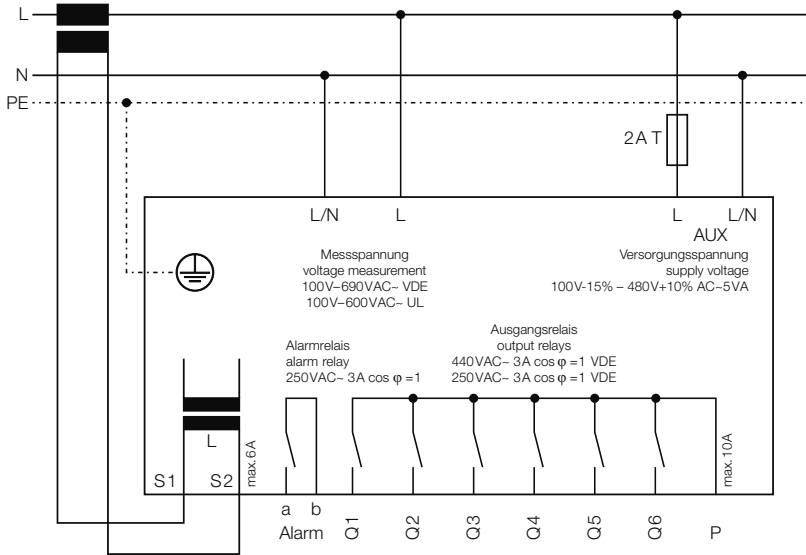 L
N
PE
2A T
L/N L L L/N
AUX
Messspannung
voltage measurement
100V–690VAC~ VDE
100V–600VAC~ UL
Versorgungsspannung
supply voltage
100V-15% – 480V+10% AC~5VA
Alarmrelais
alarm relay
250VAC~ 3A cos φ =1
Ausgangsrelais
output relays
440VAC~ 3A cos φ =1 VDE
250VAC~ 3A cos φ =1 VDE
L
max.6A
max.10A
S1 S2
a b
Alarm Q1 Q2 Q3 Q4 Q5 Q6 P